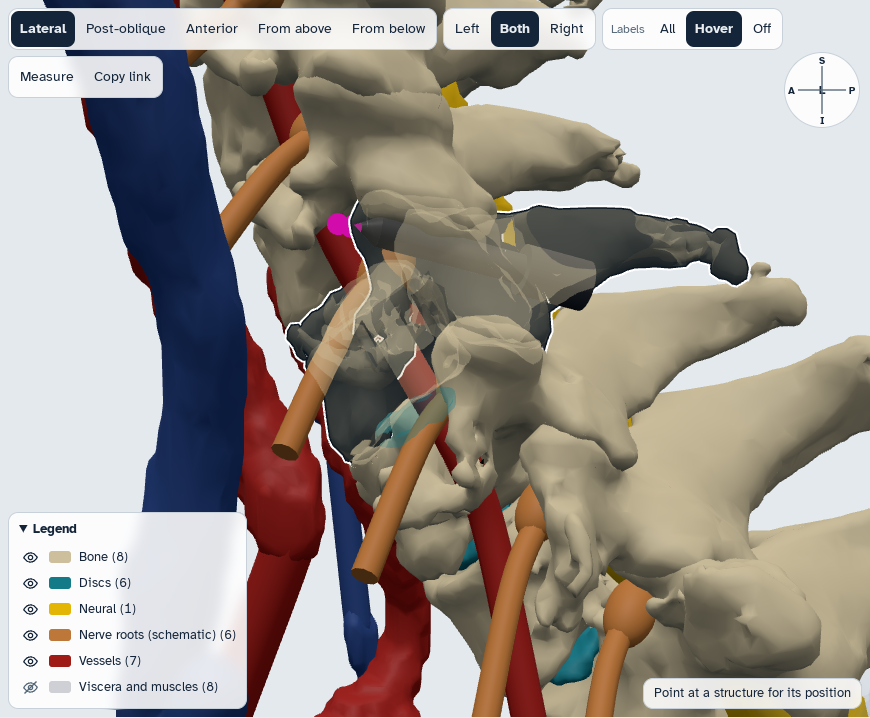 Lateral Post-oblique Anterior From above From below Left Both Right Labels All Hover Off
Measure Copy link
S
A L P
I
Legend
Bone (8)
Discs (6)
Neural (1)
Nerve roots (schematic) (6)
Vessels (7)
Viscera and muscles (8)
Point at a structure for its position